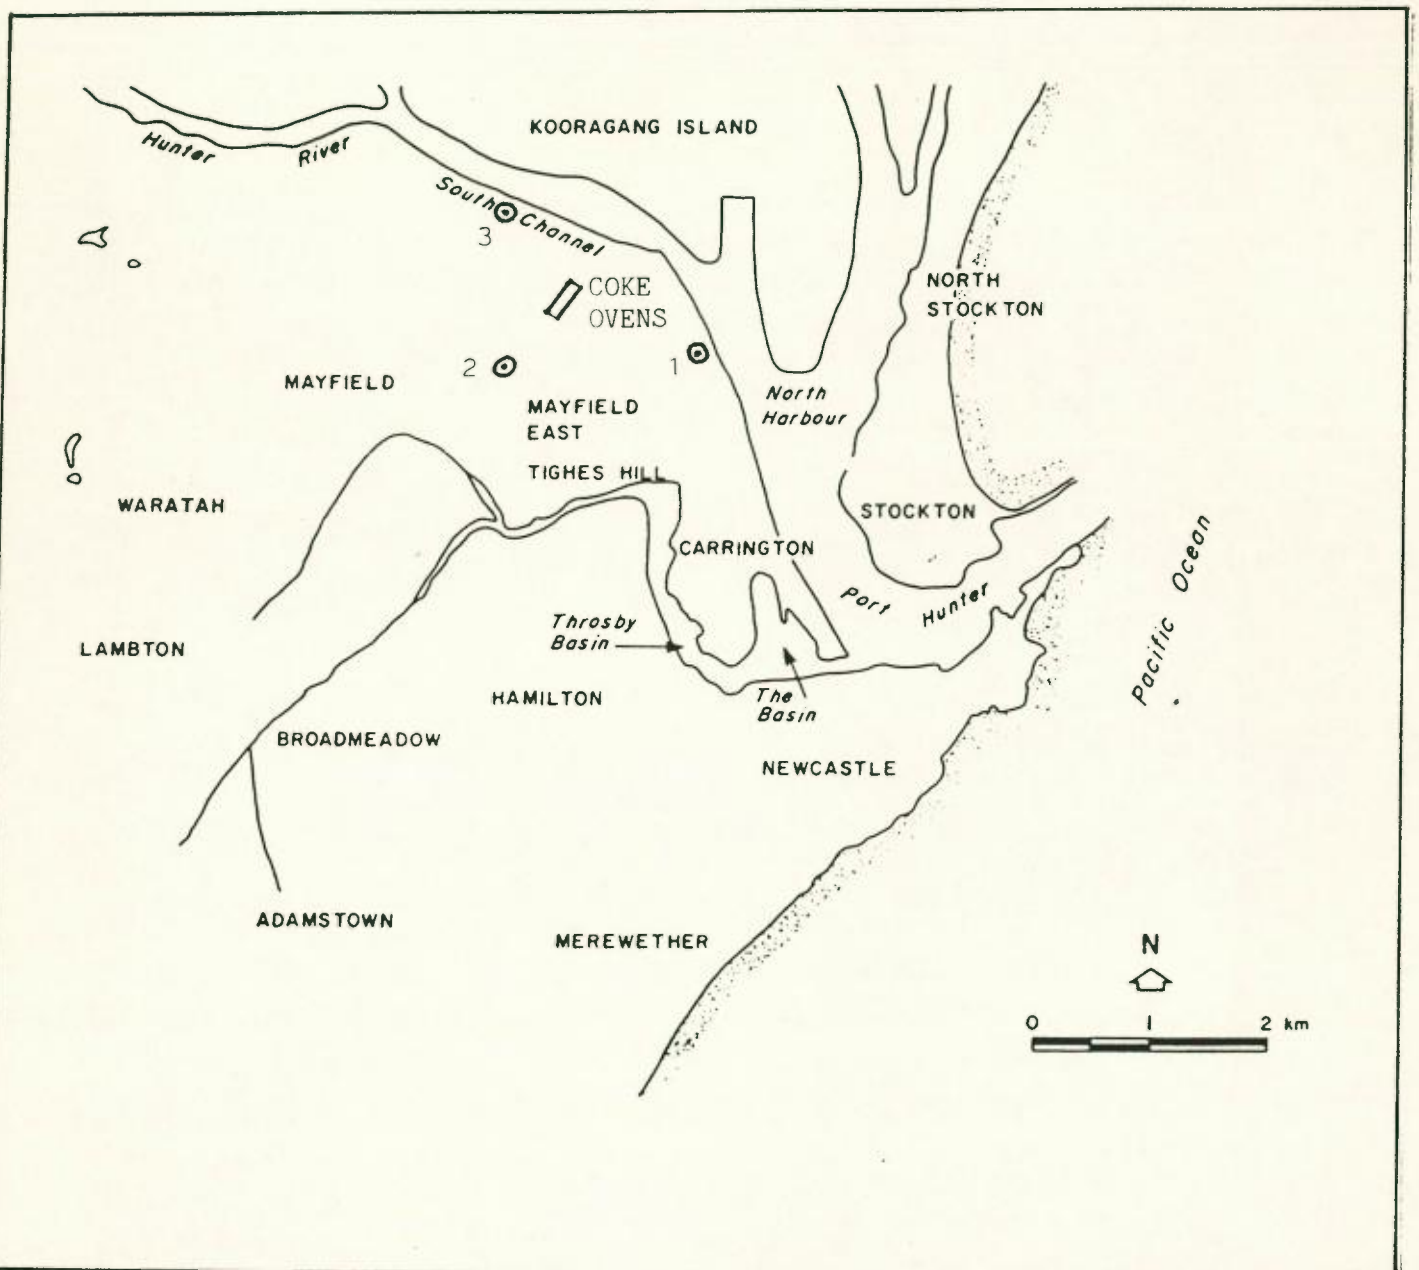 KOORAGANG ISLAND
Hunter River
South Channel
3
COKE
OVENS
NORTH
STOCKTON
2
1
MAYFIELD
North
Harbour
MAYFIELD
EAST
TIGHES HILL
WARATAH
STOCKTON
CARRINGTON
Port Hunter
Pacific Ocean
Throsby
Basin
LAMBTON
HAMILTON
The
Basin
BROADMEADOW
NEWCASTLE
ADAMSTOWN
MEREWETHER
N
0 1 2 km